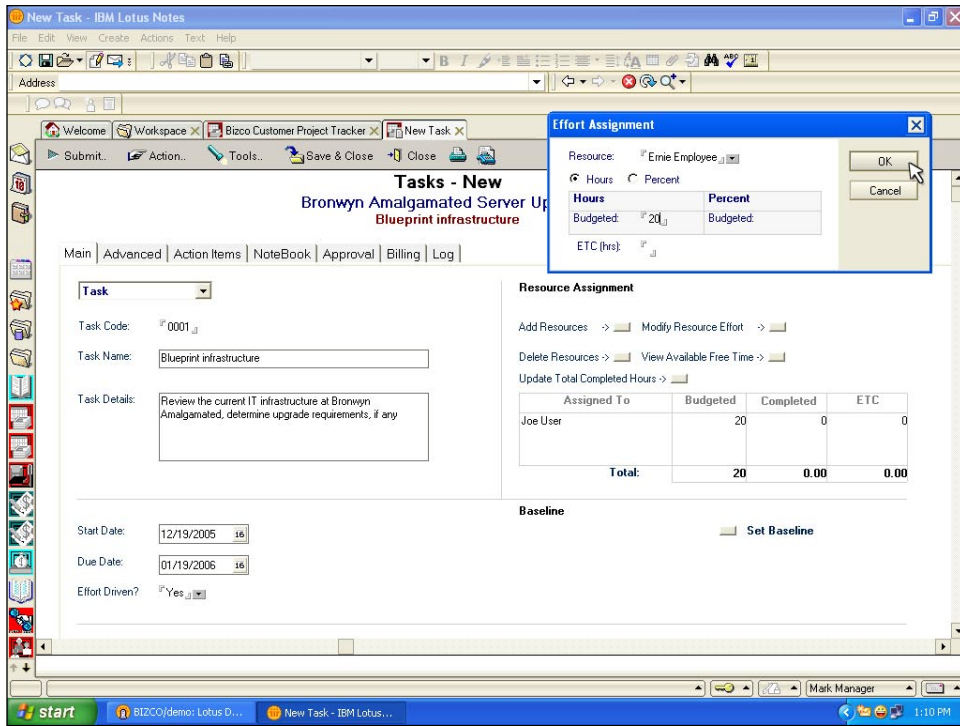 New Task - IBM Lotus Notes
File Edit View Create Actions Text Help
B I
Address
Welcome Workspace Bizco Customer Project Tracker New Task
Submit.. Action.. Tools.. Save & Close Close
Tasks - New
Bronwyn Amalgamated Server Up
Blueprint infrastructure
Effort Assignment
Resource: Ernie Employee
OK
Hours Percent
Cancel
Hours Percent
Budgeted: 20 Budgeted:
ETC (hrs):
Main Advanced Action Items NoteBook Approval Billing Log
Task
Task Code: 0001
Task Name: Blueprint infrastructure
Task Details: Review the current IT infrastructure at Bronwyn
Amalgamated, determine upgrade requirements, if any
Resource Assignment
Add Resources -> Modify Resource Effort ->
Delete Resources -> View Available Free Time ->
Update Total Completed Hours ->
Assigned To Budgeted Completed ETC
Joe User 20 0 0
Total: 20 0.00 0.00
Baseline
Set Baseline
Start Date: 12/19/2005 16
Due Date: 01/19/2006 16
Effort Driven? Yes
Mark Manager
start BIZCO/demo: Lotus D... New Task - IBM Lotus... 1:10 PM